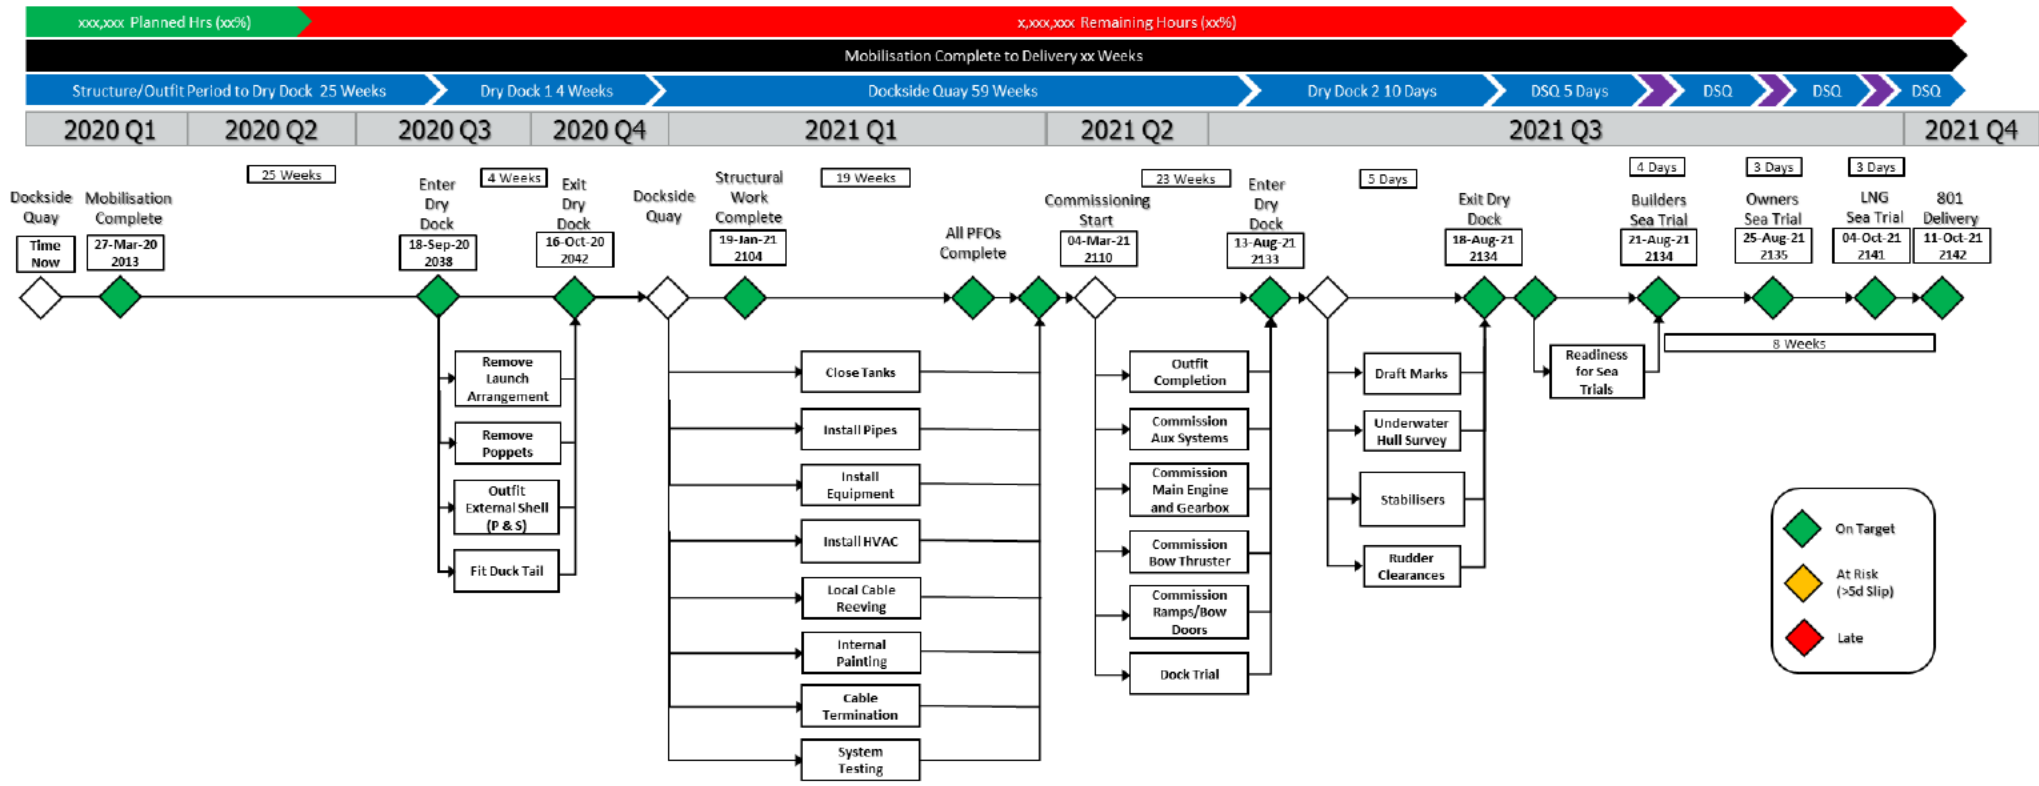 xxx,xxx Planned Hrs (xx%)
x,xxx,xxx Remaining Hours (xx%)
Mobilisation Complete to Delivery xx Weeks
Structure/Outfit Period to Dry Dock 25 Weeks
Dry Dock 1 4 Weeks
Dockside Quay 59 Weeks
Dry Dock 2 10 Days
DSQ 5 Days
DSQ
DSQ
DSQ
2020 Q1
2020 Q2
2020 Q3
2020 Q4
2021 Q1
2021 Q2
2021 Q3
2021 Q4
25 Weeks
4 Weeks
19 Weeks
23 Weeks
5 Days
4 Days
3 Days
3 Days
Dockside
Quay
Time
Now
Mobilisation
Complete
27-Mar-20
2013
Enter
Dry
Dock
18-Sep-20
2038
Exit
Dry
Dock
16-Oct-20
2042
Dockside
Quay
Structural
Work
Complete
19-Jan-21
2104
All PFOs
Complete
Commissioning
Start
04-Mar-21
2110
Enter
Dry
Dock
13-Aug-21
2133
Exit Dry
Dock
18-Aug-21
2134
Builders
Sea Trial
21-Aug-21
2134
Owners
Sea Trial
25-Aug-21
2135
LNG
Sea Trial
04-Oct-21
2141
801
Delivery
11-Oct-21
2142
8 Weeks
Remove
Launch
Arrangement
Remove
Poppets
Outfit
External Shell
(P & S)
Fit Duck Tail
Close Tanks
Install Pipes
Install
Equipment
Install HVAC
Local Cable
Reeving
Internal
Painting
Cable
Termination
System
Testing
Outfit
Completion
Commission
Aux Systems
Commission
Main Engine
and Gearbox
Commission
Bow Thruster
Commission
Ramps/Bow
Doors
Dock Trial
Draft Marks
Underwater
Hull Survey
Stabilisers
Rudder
Clearances
Readiness
for Sea
Trials
On Target
At Risk
(>5d Slip)
Late